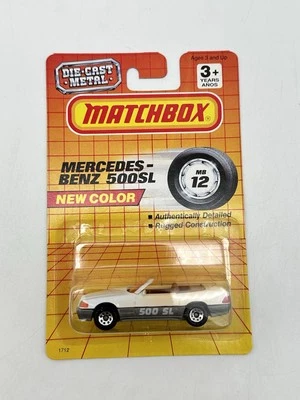 DIE-CAST
METAL
Ages 3 and Up
3+
YEARS
AÑOS
MATCHBOX
MERCEDES-
BENZ 500SL
NEW COLOR
MB
12
■ Authentically Detailed
■ Rugged Construction
500 SL
1712